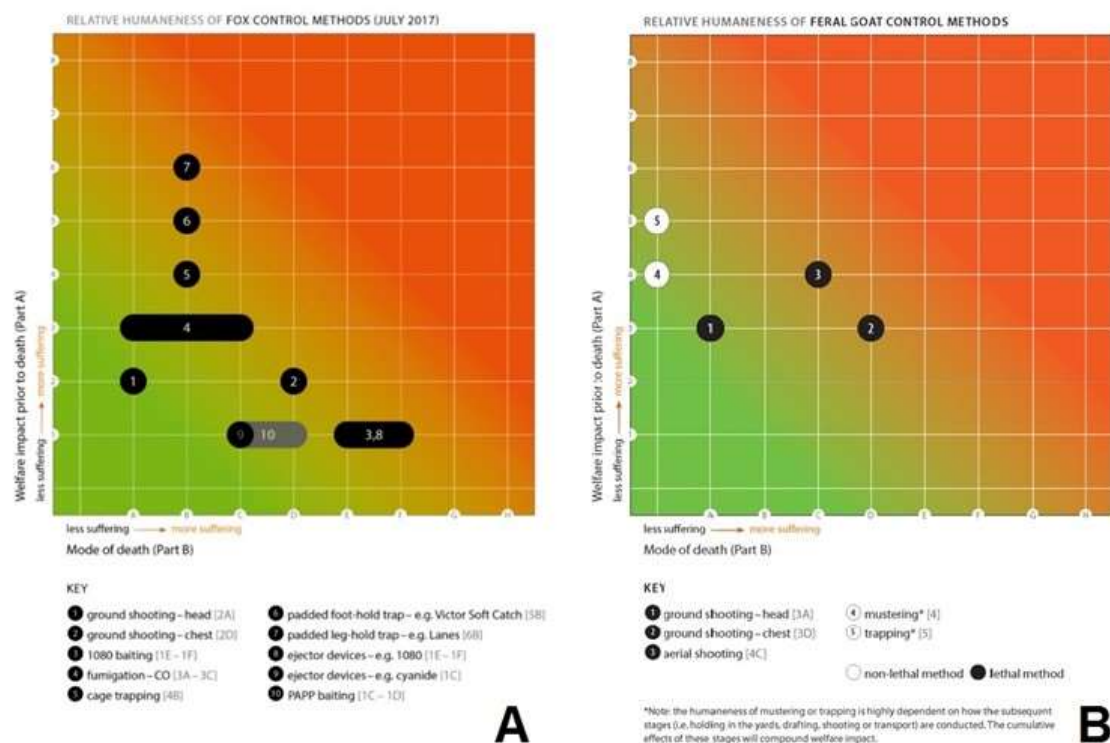 RELATIVE HUMANENESS OF FOX CONTROL METHODS (JULY 2017)
7
6
5
4
1
2
9
10
3,8
Welfare impact prior to death (Part A)
less suffering → more suffering
A B C D E F G H
less suffering → more suffering
Mode of death (Part B)
KEY
1 ground shooting – head [2A]
2 ground shooting – chest [2D]
3 1080 baiting [1E – 1F]
4 fumigation – CO [3A – 3C]
5 cage trapping [4B]
6 padded foot-hold trap – e.g. Victor Soft Catch [5B]
7 padded leg-hold trap – e.g. Lanes [6B]
8 ejector devices – e.g. 1080 [1E – 1F]
9 ejector devices – e.g. cyanide [1C]
10 PAPP baiting [1C – 1D]
A
RELATIVE HUMANENESS OF FERAL GOAT CONTROL METHODS
5
4
3
1
2
Welfare impact prior to death (Part A)
less suffering → more suffering
A B C D E F G H
less suffering → more suffering
Mode of death (Part B)
KEY
1 ground shooting – head [3A]
2 ground shooting – chest [3D]
3 aerial shooting [4C]
4 mustering* [4]
5 trapping* [5]
non-lethal method lethal method
*Note: the humaneness of mustering or trapping is highly dependent on how the subsequent
stages (i.e. holding in the yards, drafting, shooting or transport) are conducted. The cumulative
effects of these stages will compound welfare impact.
B